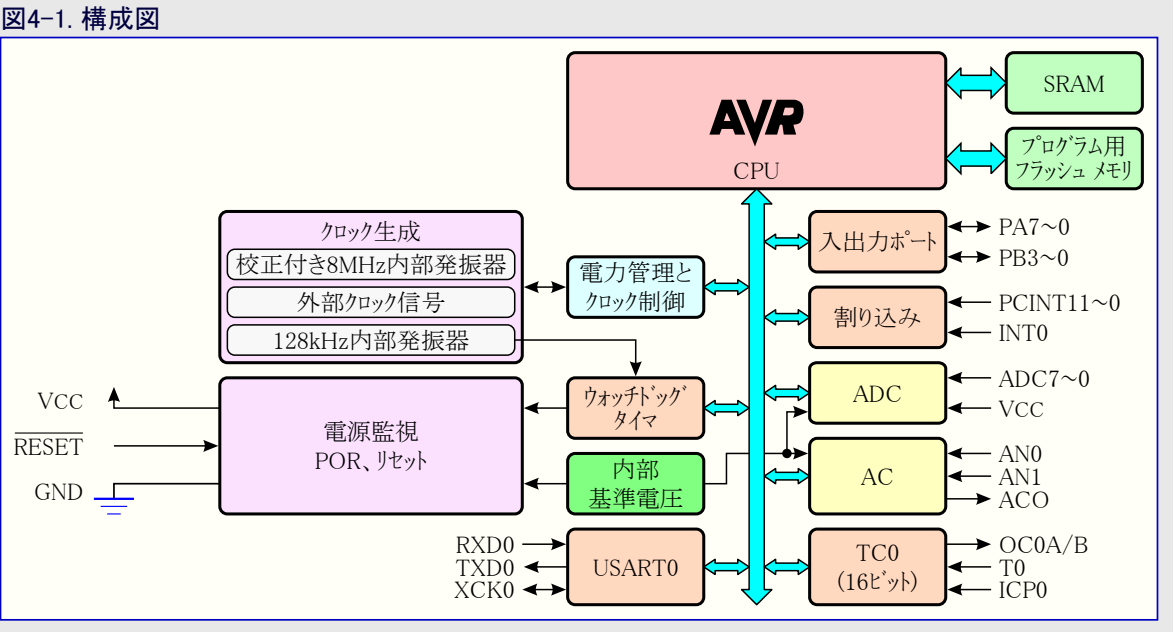 図4-1. 構成図
AVR
CPU
SRAM
プログラム用
フラッシュ メモリ
クロック生成
校正付き8MHz内部発振器
外部クロック信号
128kHz内部発振器
電力管理と
クロック制御
入出力ポート
PA7～0
PB3～0
割り込み
PCINT11～0
INT0
VCC
RESET
GND
電源監視
POR、リセット
ウォッチドッグ
タイマ
ADC
ADC7～0
VCC
内部
基準電圧
AC
AN0
AN1
ACO
RXD0
TXD0
XCK0
USART0
TC0
(16ビット)
OC0A/B
T0
ICP0